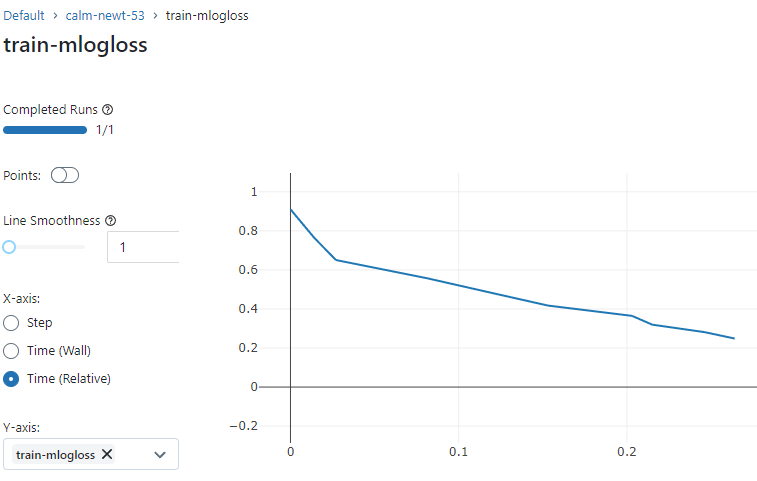 Default > calm-newt-53 > train-mlogloss
train-mlogloss
Completed Runs
1/1
Points:
Line Smoothness
1
X-axis:
Step
Time (Wall)
Time (Relative)
Y-axis:
train-mlogloss
1
0.8
0.6
0.4
0.2
0
−0.2
0 0.1 0.2